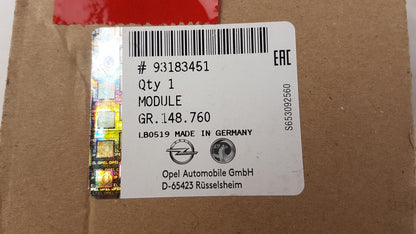 # 93183451
Qty 1
MODULE
GR.148.760
LB0519 MADE IN GERMANY
Opel Automobile GmbH
D-65423 Rüsselsheim
EAC
S653092560